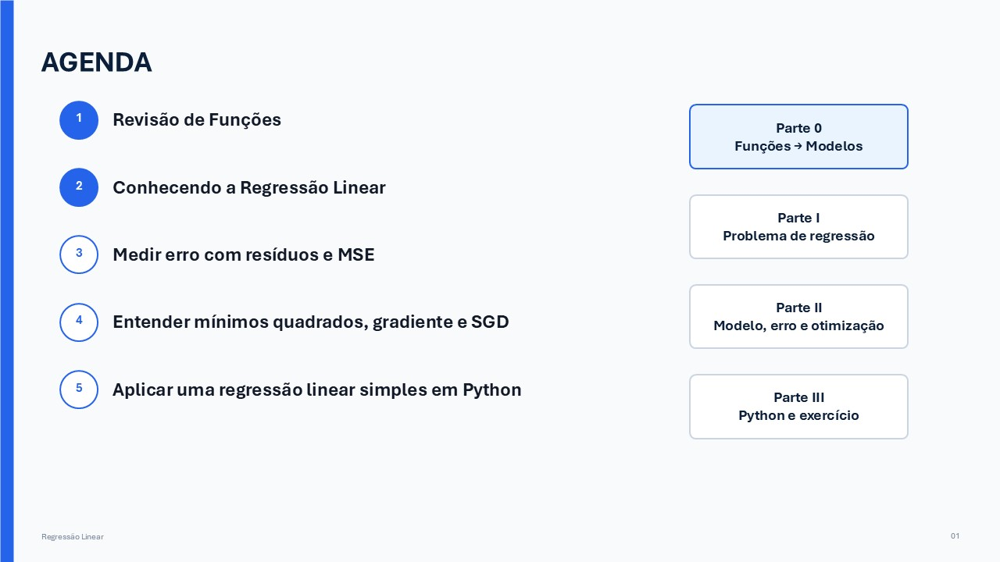 AGENDA
1
Revisão de Funções
2
Conhecendo a Regressão Linear
3
Medir erro com resíduos e MSE
4
Entender mínimos quadrados, gradiente e SGD
5
Aplicar uma regressão linear simples em Python
Parte 0
Funções → Modelos
Parte I
Problema de regressão
Parte II
Modelo, erro e otimização
Parte III
Python e exercício
Regressão Linear
01